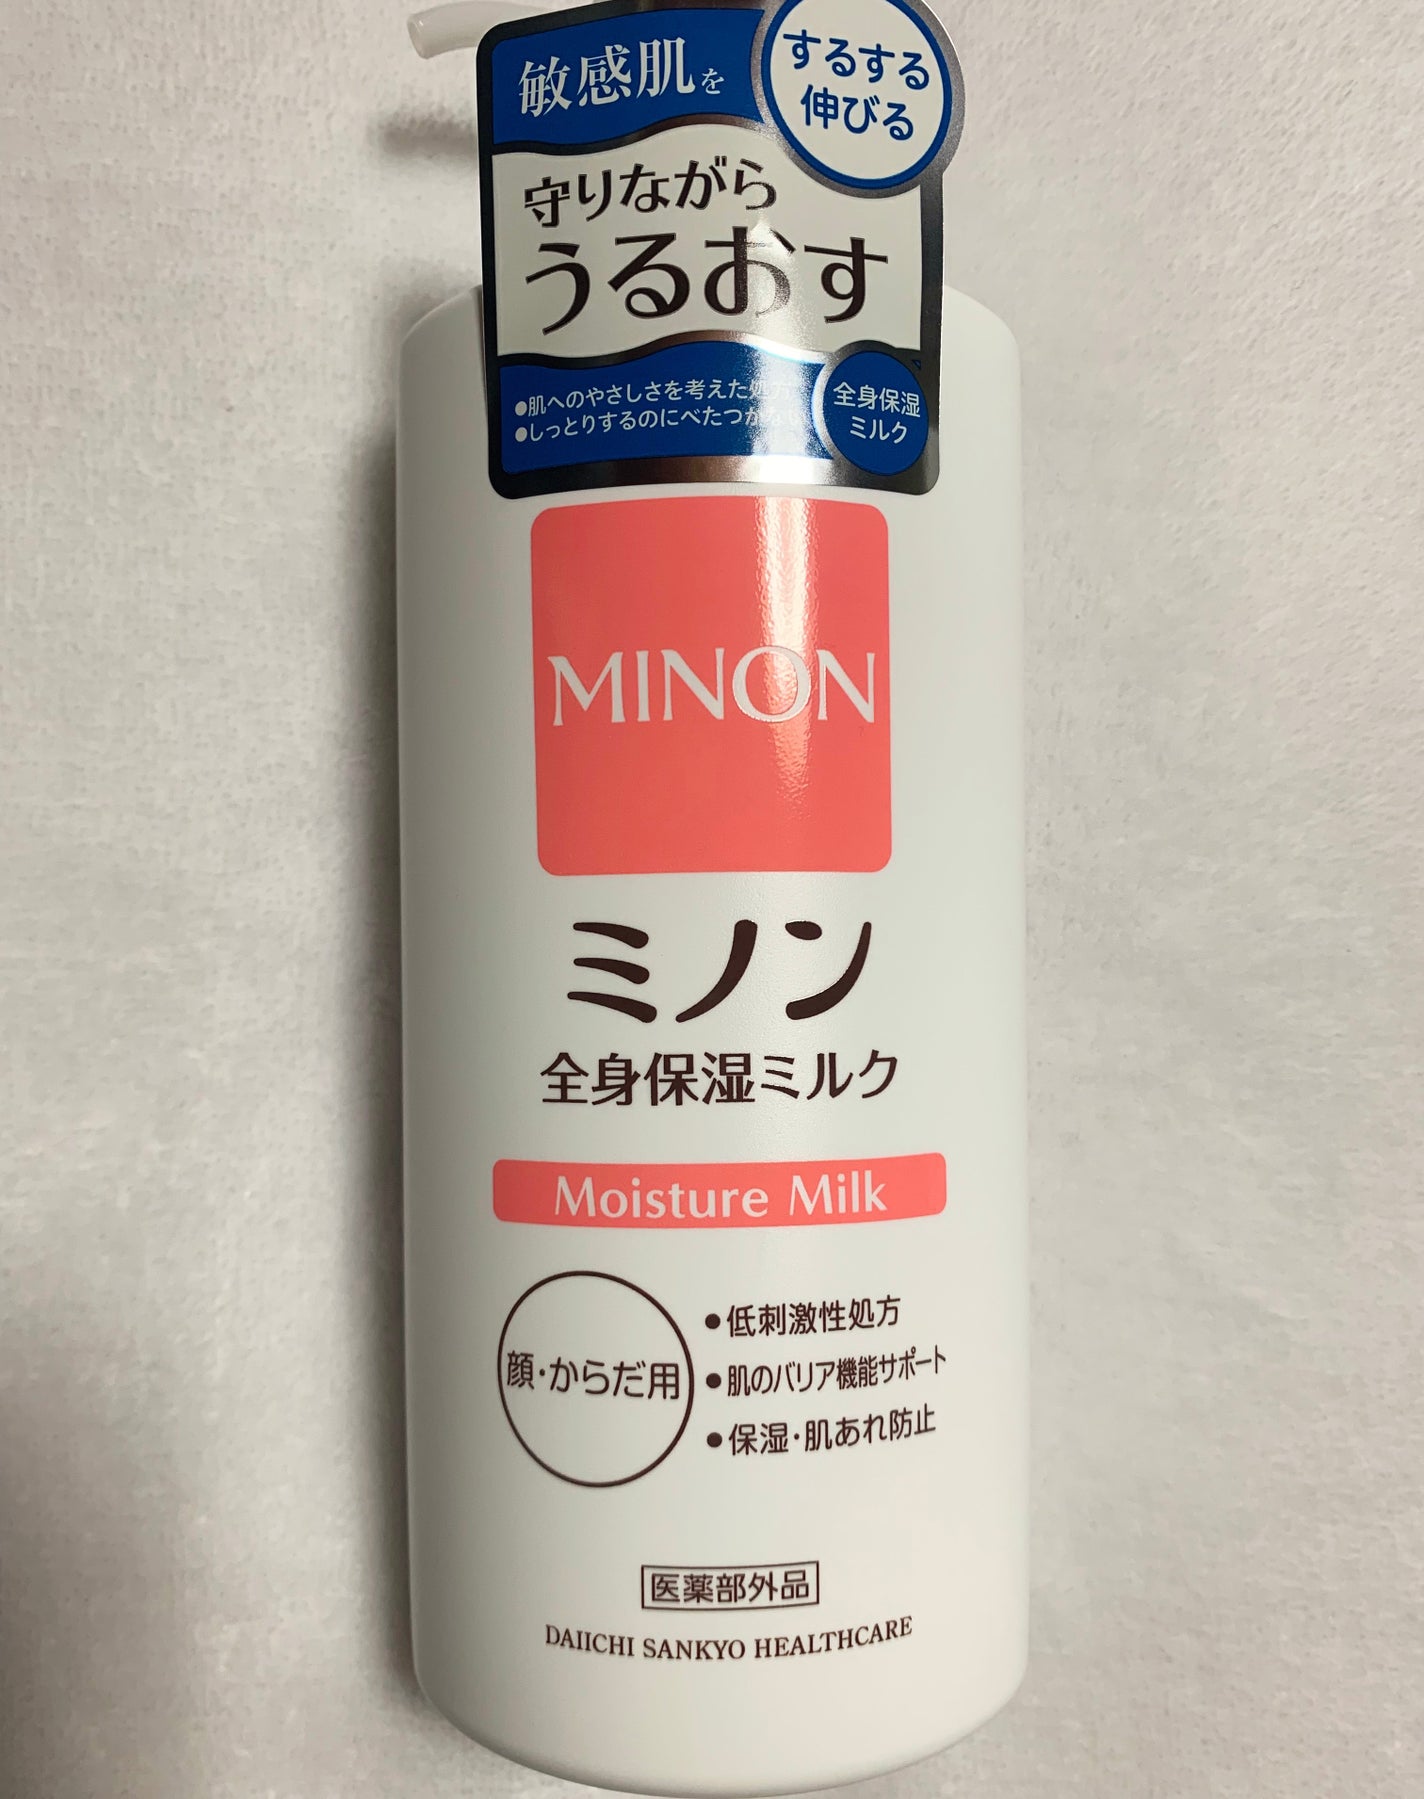 敏感肌を
するする
伸びる
守りながら
うるおす
●肌へのやさしさを考えた処方
●しっとりするのにべたつかない
全身保湿
ミルク
MINON
ミノン
全身保湿ミルク
Moisture Milk
顔・からだ用
●低刺激性処方
●肌のバリア機能サポート
●保湿・肌あれ防止
医薬部外品
DAIICHI SANKYO HEALTHCARE